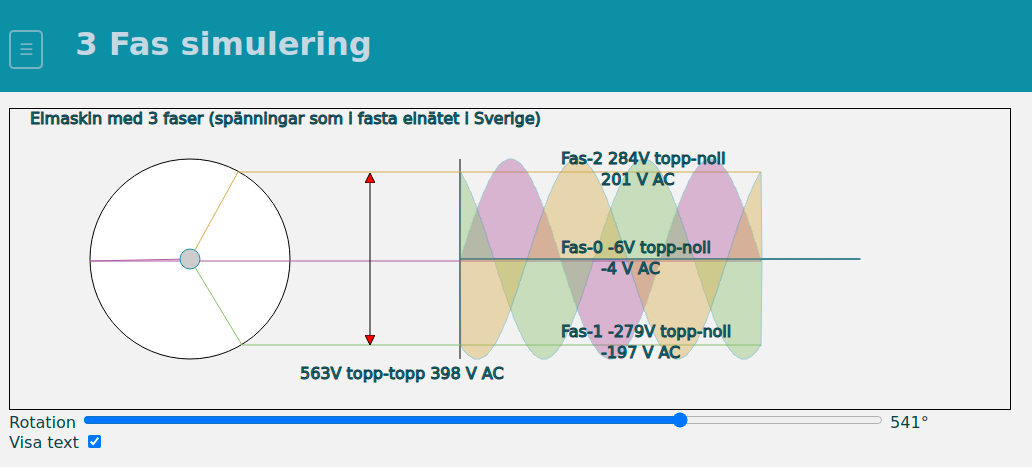 ☰
3 Fas simulering
Elmaskin med 3 faser (spänningar som i fasta elnätet i Sverige)
Fas-2 284V topp-noll
201 V AC
Fas-0 -6V topp-noll
-4 V AC
Fas-1 -279V topp-noll
-197 V AC
563V topp-topp 398 V AC
Rotation 541°
Visa text